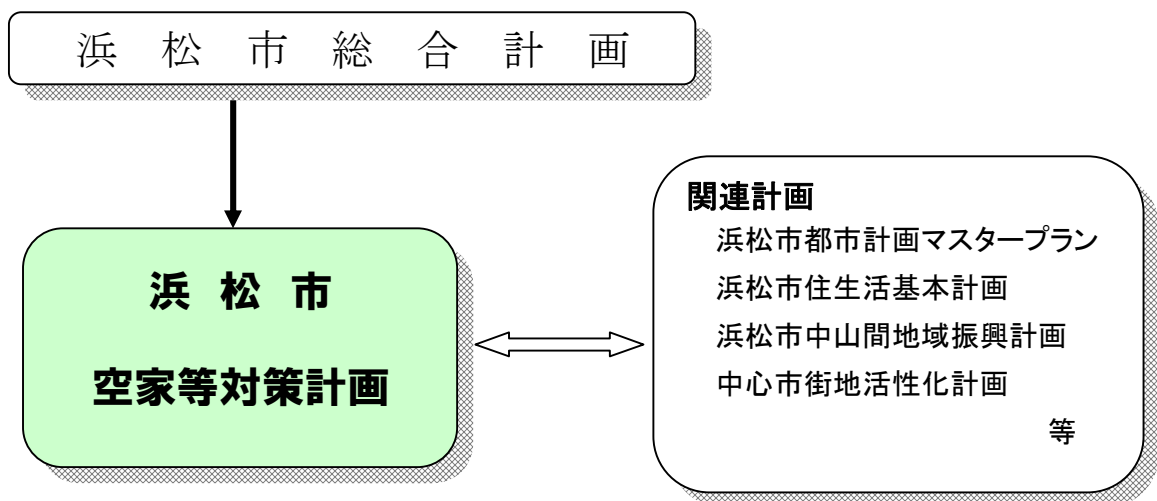 浜松市総合計画
浜松市
空家等対策計画
関連計画
浜松市都市計画マスタープラン
浜松市住生活基本計画
浜松市中山間地域振興計画
中心市街地活性化計画
等